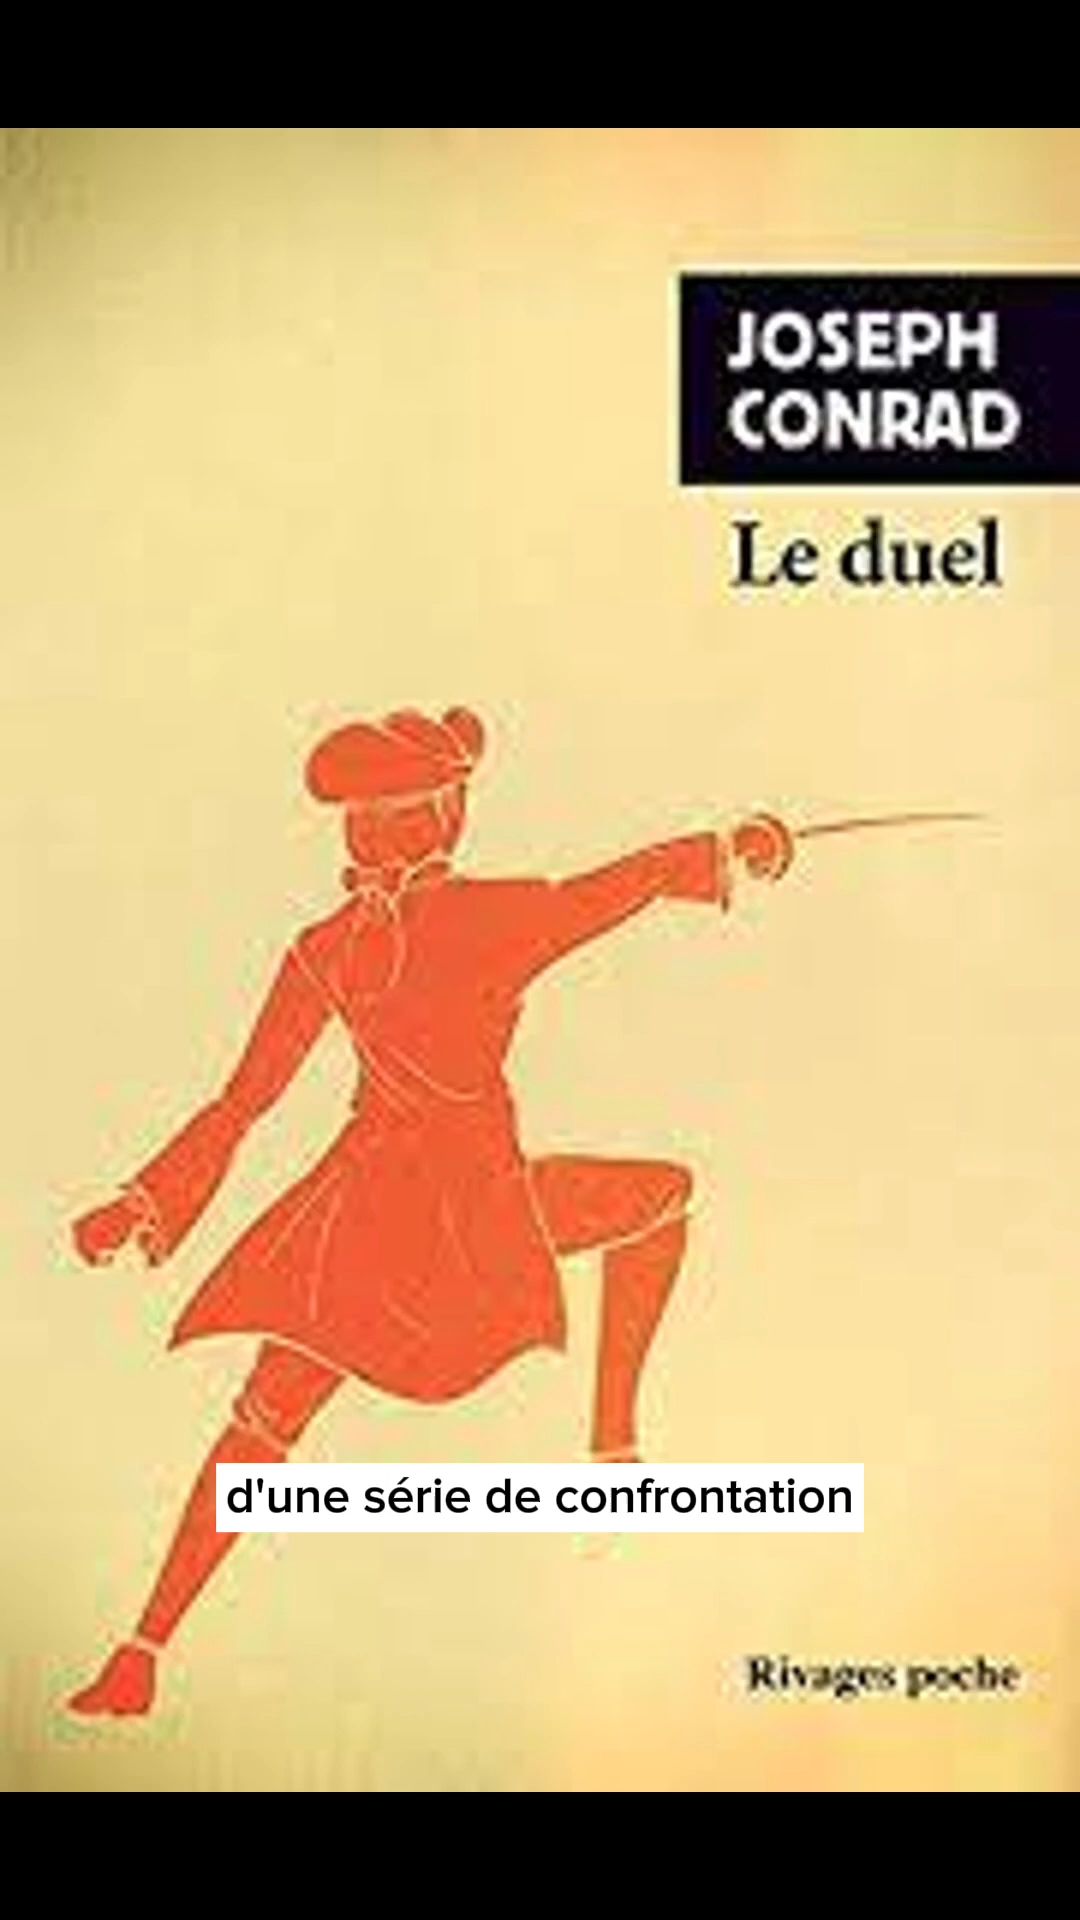 JOSEPH
CONRAD
Le duel
d'une série de confrontation
Rivages poche